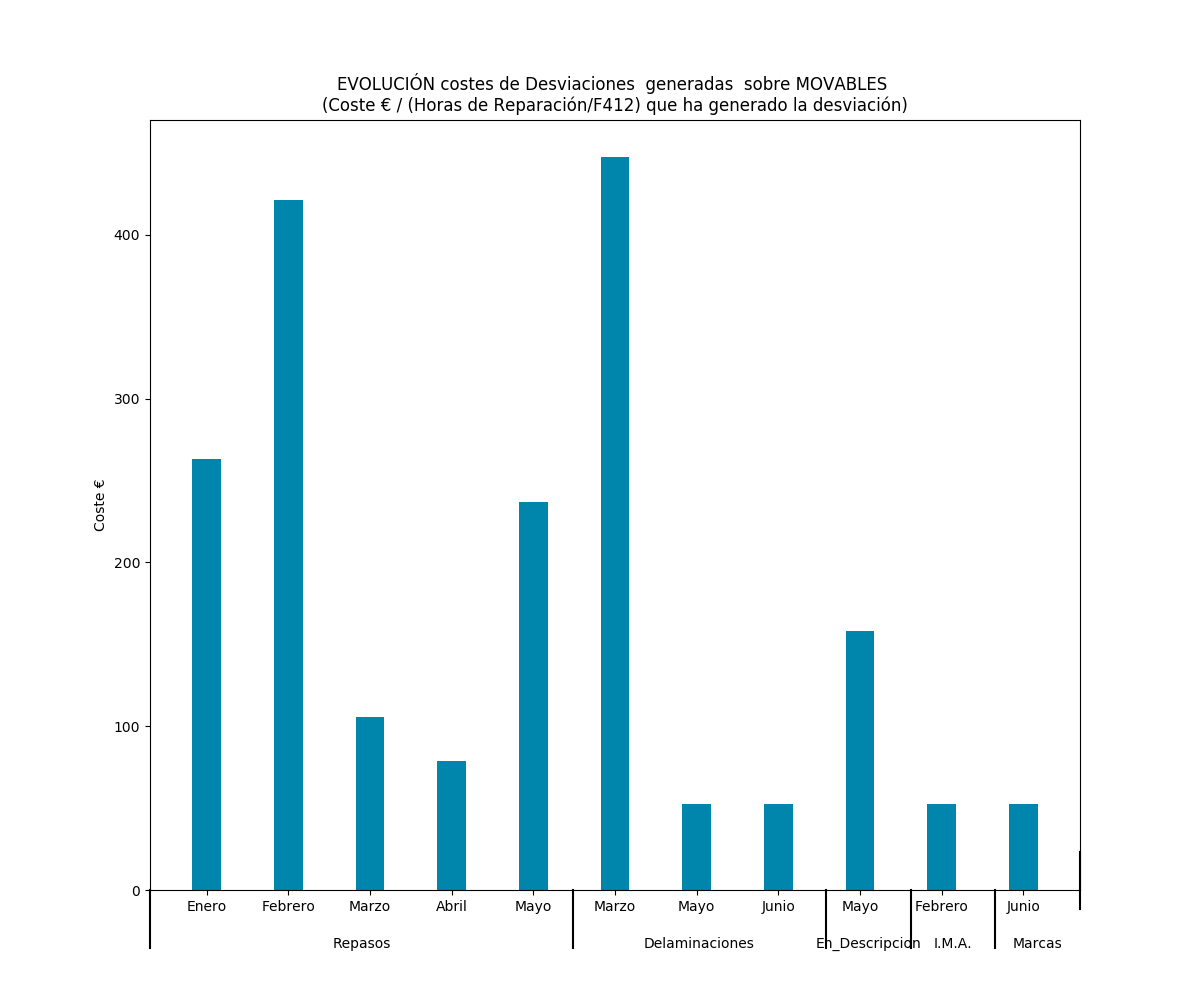 EVOLUCIÓN costes de Desviaciones  generadas  sobre MOVABLES
(Coste € / (Horas de Reparación/F412) que ha generado la desviación)
400
300
200
100
0
Coste €
Enero Febrero Marzo Abril Mayo Marzo Mayo Junio Mayo Febrero Junio
Repasos Delaminaciones En_Descripcion I.M.A. Marcas